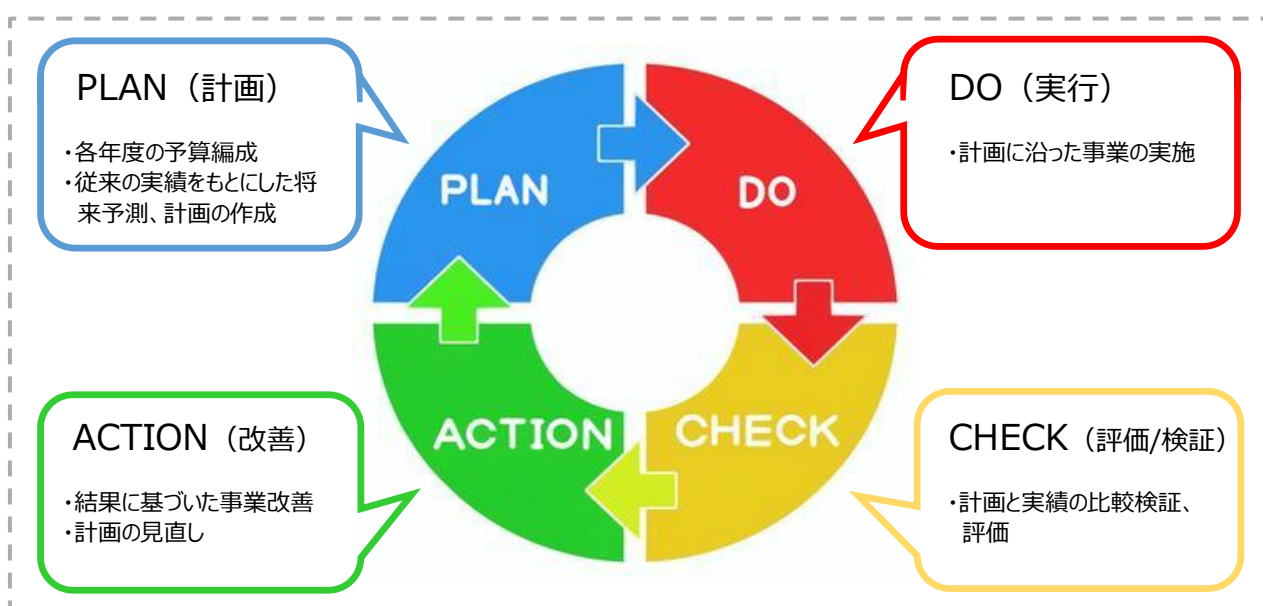 PLAN（計画）
・各年度の予算編成
・従来の実績をもとにした将
来予測、計画の作成
DO（実行）
・計画に沿った事業の実施
PLAN
DO
ACTION
CHECK
ACTION（改善）
・結果に基づいた事業改善
・計画の見直し
CHECK（評価/検証）
・計画と実績の比較検証、
評価